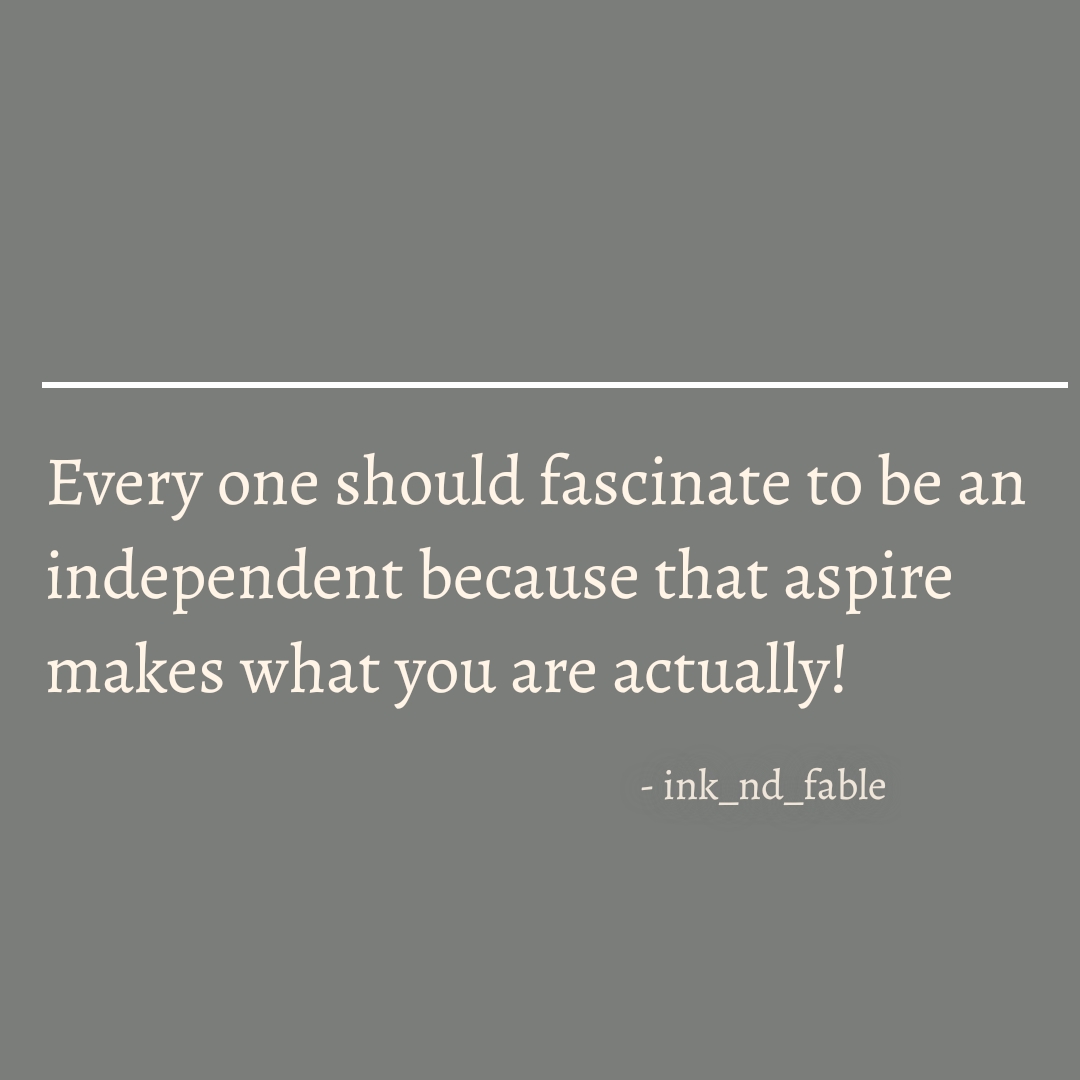 Every one should fascinate to be an
independent because that aspire
makes what you are actually!
- ink_nd_fable